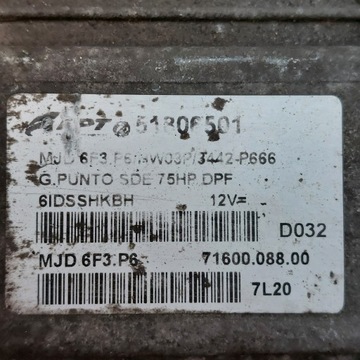 51806501
MJD 6F3.P6 HW03P/3442-P666
G.PUNTO SDE 75HP DPF
6IDSSHKBH 12V=
D032
MJD 6F3.P6 71600.088.00
7L20